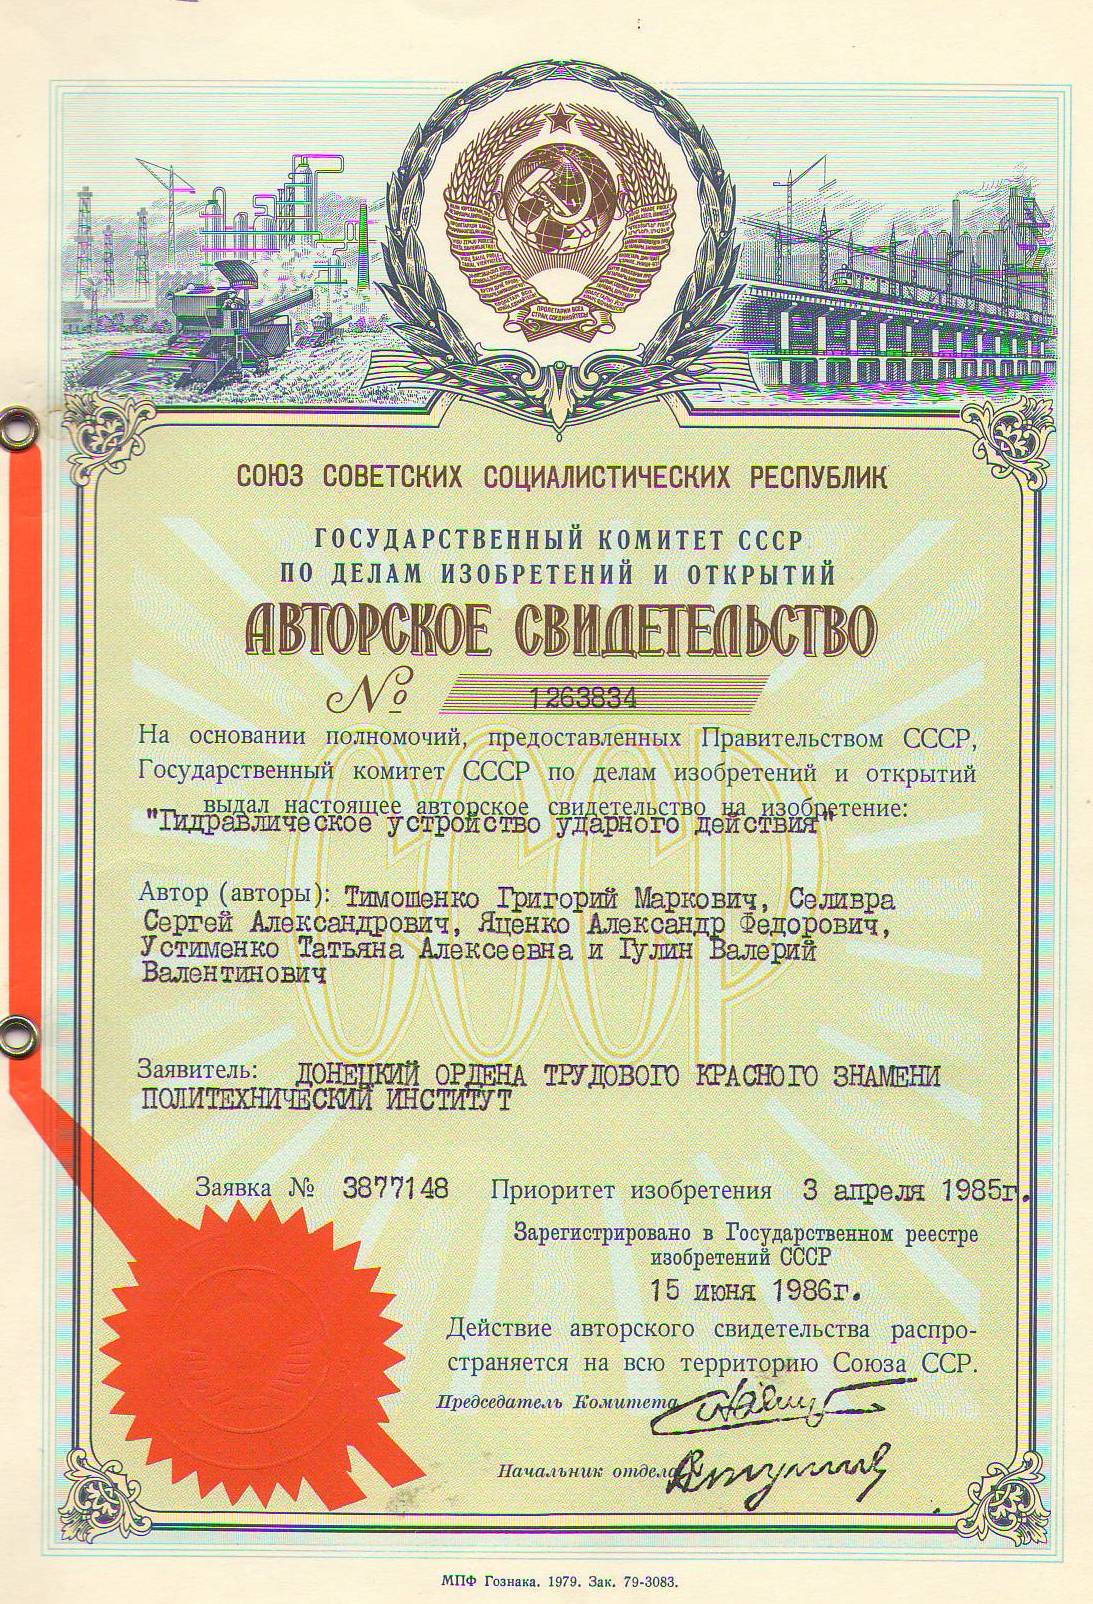 ПРОЛЕТАРИИ ВСЕХ
СТРАН, СОЕДИНЯЙТЕСЬ!
СОЮЗ СОВЕТСКИХ СОЦИАЛИСТИЧЕСКИХ РЕСПУБЛИК
ГОСУДАРСТВЕННЫЙ КОМИТЕТ СССР
ПО ДЕЛАМ ИЗОБРЕТЕНИЙ И ОТКРЫТИЙ
АВТОРСКОЕ СВИДЕТЕЛЬСТВО
№ 1263834
СССР
На основании полномочий, предоставленных Правительством СССР,
Государственный комитет СССР по делам изобретений и открытий
выдал настоящее авторское свидетельство на изобретение:
"Гидравлическое устройство ударного действия"
Автор (авторы): Тимошенко Григорий Маркович, Селивра
Сергей Александрович, Яценко Александр Федорович,
Устименко Татьяна Алексеевна и Гулин Валерий
Валентинович
Заявитель: ДОНЕЦКИЙ ОРДЕНА ТРУДОВОГО КРАСНОГО ЗНАМЕНИ
ПОЛИТЕХНИЧЕСКИЙ ИНСТИТУТ
Заявка № 3877148 Приоритет изобретения 3 апреля 1985г.
Зарегистрировано в Государственном реестре
изобретений СССР
15 июня 1986г.
Действие авторского свидетельства распро-
страняется на всю территорию Союза ССР.
Председатель Комитета
Начальник отдела
МПФ Гознака. 1979. Зак. 79-3083.